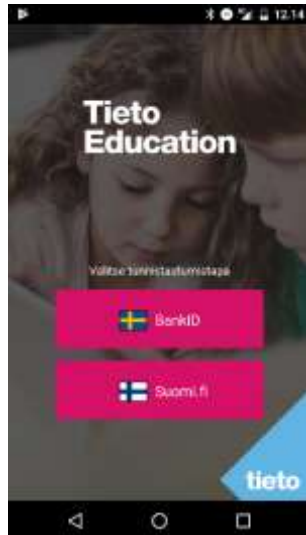 12.14
Tieto
Education
Valitse tunnistautumistapa
BankID
Suomi.fi
tieto